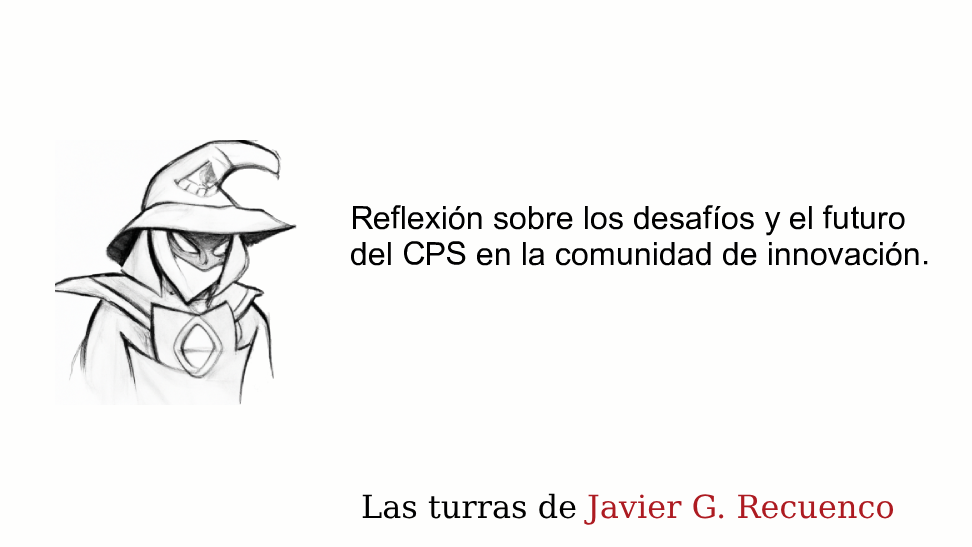 Reflexión sobre los desafíos y el futuro
del CPS en la comunidad de innovación.
Las turras de Javier G. Recuenco